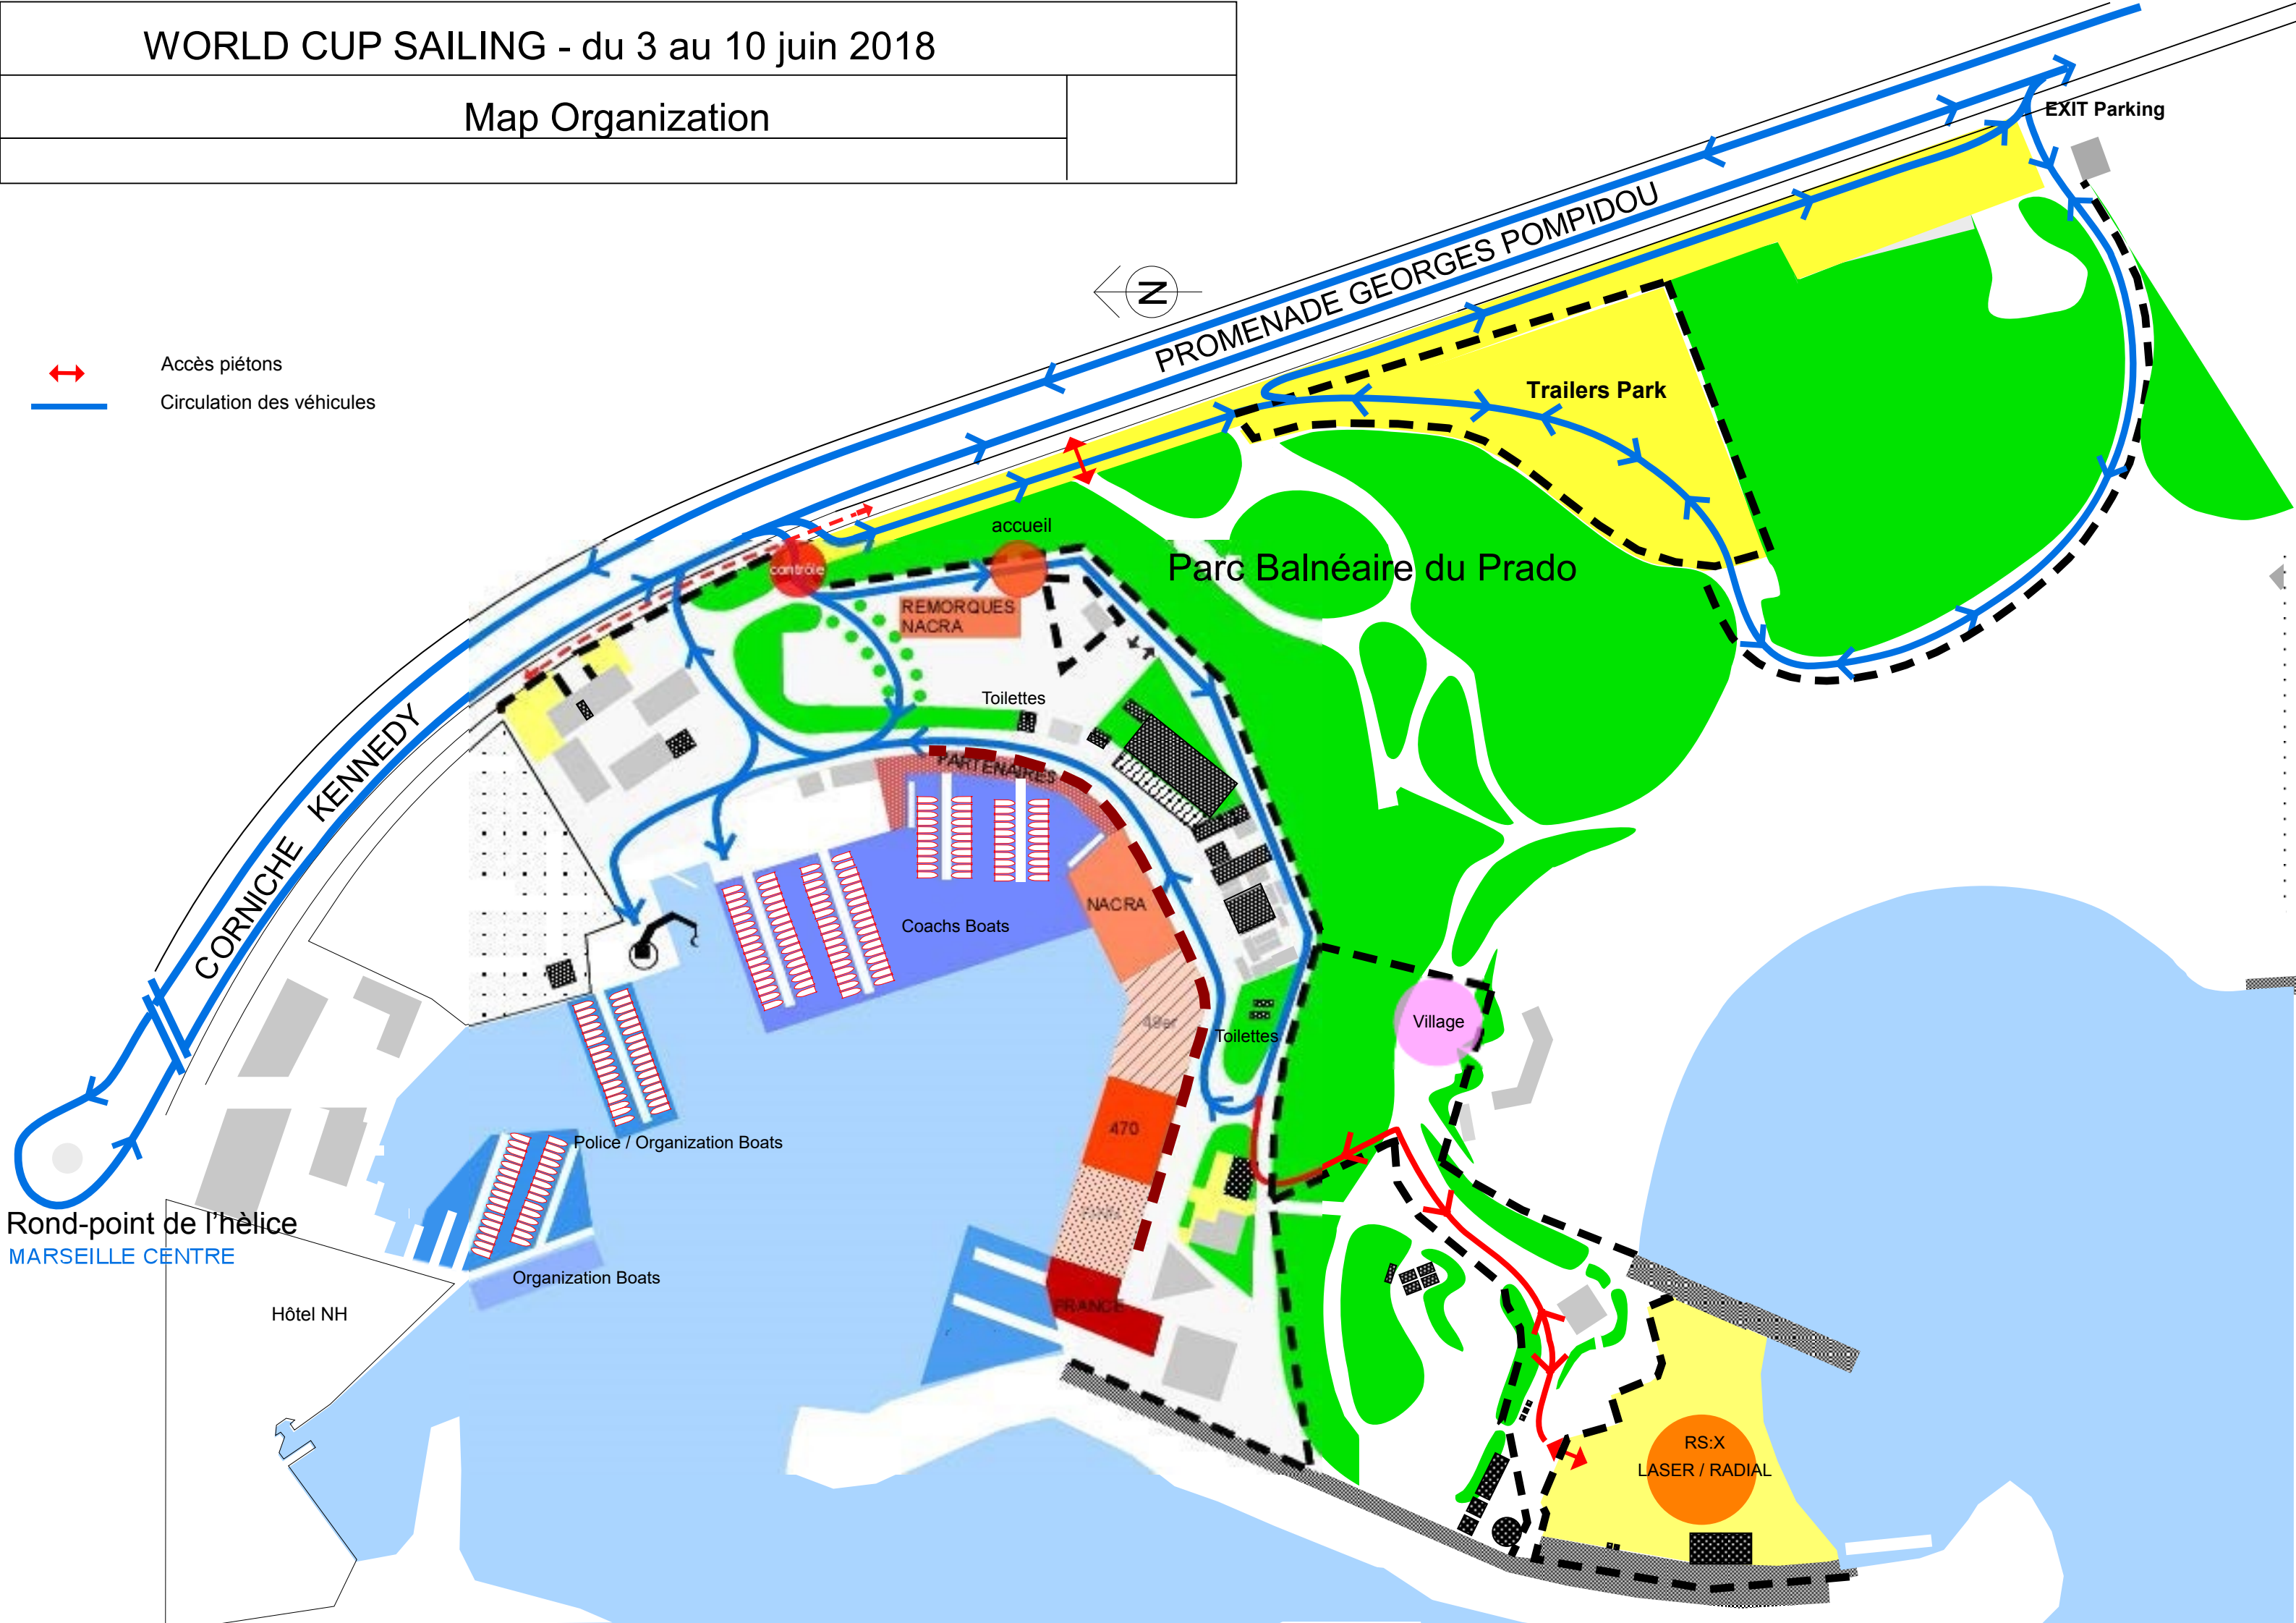 WORLD CUP SAILING - du 3 au 10 juin 2018
Map Organization
EXIT Parking
PROMENADE GEORGES POMPIDOU
N
Accès piétons
Circulation des véhicules
Trailers Park
accueil
contrôle
Parc Balnéaire du Prado
REMORQUES
NACRA
Toilettes
CORNICHE KENNEDY
PARTENAIRES
NACRA
Coachs Boats
49er
Village
Toilettes
470
Police / Organization Boats
Rond-point de l'hèlice
MARSEILLE CENTRE
Organization Boats
Hôtel NH
FRANCE
RS:X
LASER / RADIAL